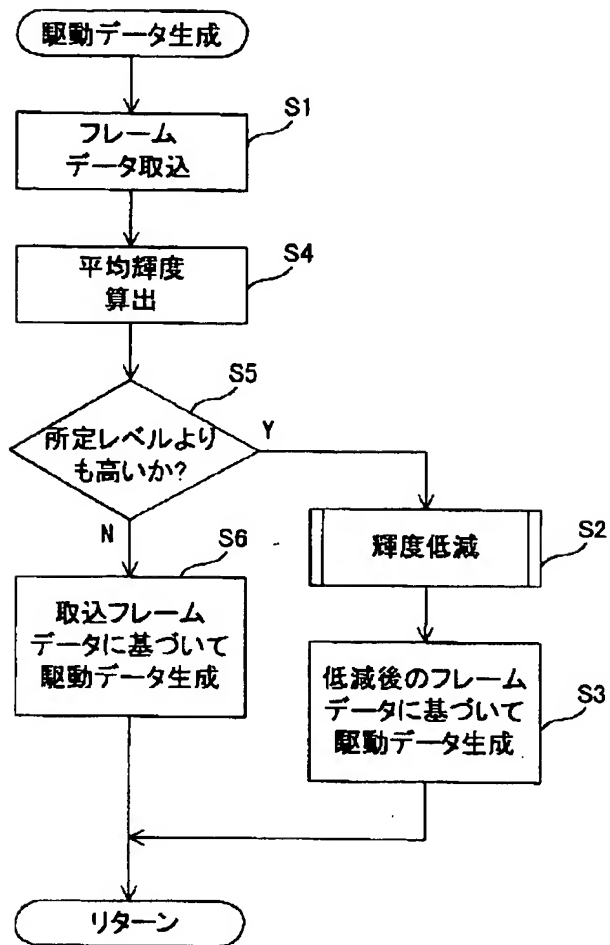 駆動データ生成
S1
フレーム
データ取込
S4
平均輝度
算出
S5
所定レベルより
も高いか?
Y
N
S2
輝度低減
S6
取込フレーム
データに基づいて
駆動データ生成
S3
低減後のフレーム
データに基づいて
駆動データ生成
リターン